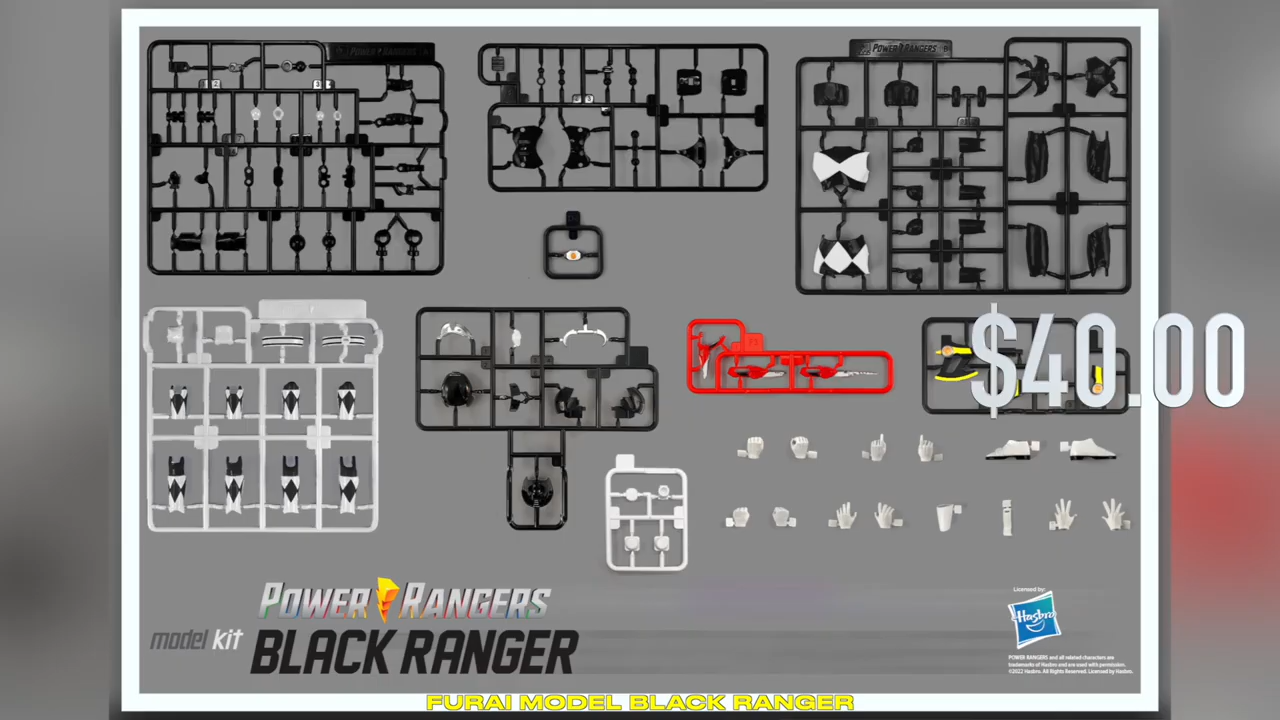 POWER RANGERS
POWER RANGERS
$40.00
POWER RANGERS
model kit BLACK RANGER
Licensed by:
Hasbro
POWER RANGERS and all related characters are
trademarks of Hasbro and are used with permission.
©2022 Hasbro. All Rights Reserved. Licensed by Hasbro.
FURAI MODEL BLACK RANGER